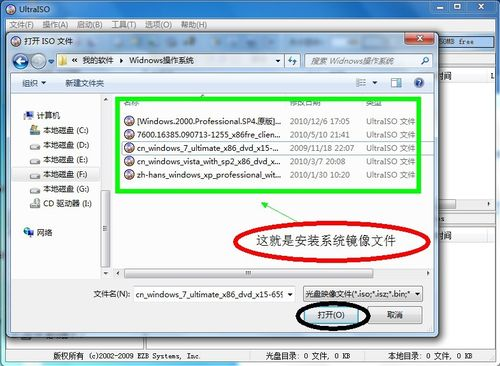 UltraISO
文件(F) 操作(A) 启动(B) 工具(T) 选项(O) 帮助(H)
打开 ISO 文件
我的软件 Widnows操作系统
搜索 Widnows操作系统
50MB free
组织 新建文件夹
名称 修改日期 类型
计算机
本地磁盘 (C:)
本地磁盘 (D:)
本地磁盘 (E:)
本地磁盘 (F:)
本地磁盘 (G:)
CD 驱动器 (I:)
网络
[Windows.2000.Professional.SP4.原版] 2010/12/6 17:05 UltraISO 文件
7600.16385.090713-1255_x86fre_clien... 2010/5/10 21:41 UltraISO 文件
cn_windows_7_ultimate_x86_dvd_x15-... 2009/11/18 22:07 UltraISO 文件
cn_windows_vista_with_sp2_x86_dvd_x... 2010/3/7 20:08 UltraISO 文件
zh-hans_windows_xp_professional_wit... 2010/1/30 10:20 UltraISO 文件
时间
这就是安装系统镜像文件
时间
文件名(N): cn_windows_7_ultimate_x86_dvd_x15-659 光盘映像文件(*.iso;*.isz;*.bin;*
打开(O) 取消
版权所有 (c)2002-2009 EZB Systems, Inc. 光盘目录: 0 文件, 0 KB 本地目录: 0 文件, 0 KB